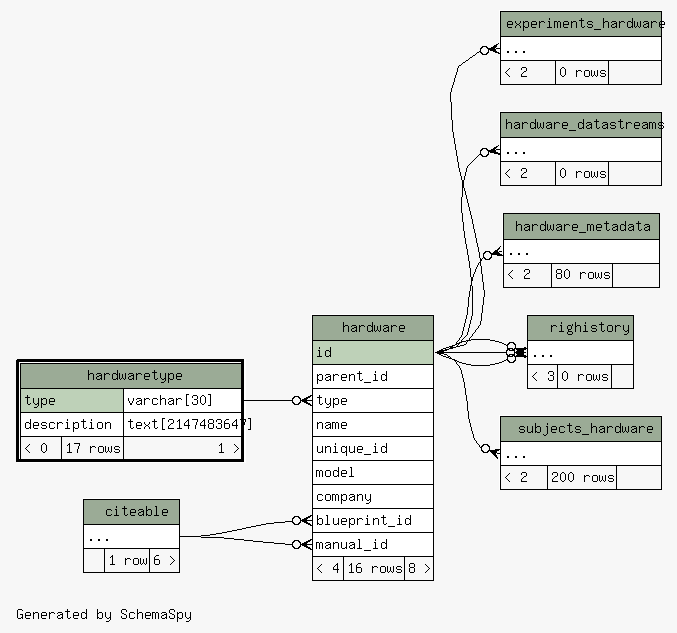 experiments_hardware
...
< 2 0 rows
hardware_datastreams
...
< 2 0 rows
hardware_metadata
...
< 2 80 rows
hardware
id
parent_id
type
name
unique_id
model
company
blueprint_id
manual_id
< 4 16 rows 8 >
righistory
...
< 3 0 rows
hardwaretype
type varchar[30]
description text[2147483647]
< 0 17 rows 1 >
subjects_hardware
...
< 2 200 rows
citeable
...
1 row 6 >
Generated by SchemaSpy